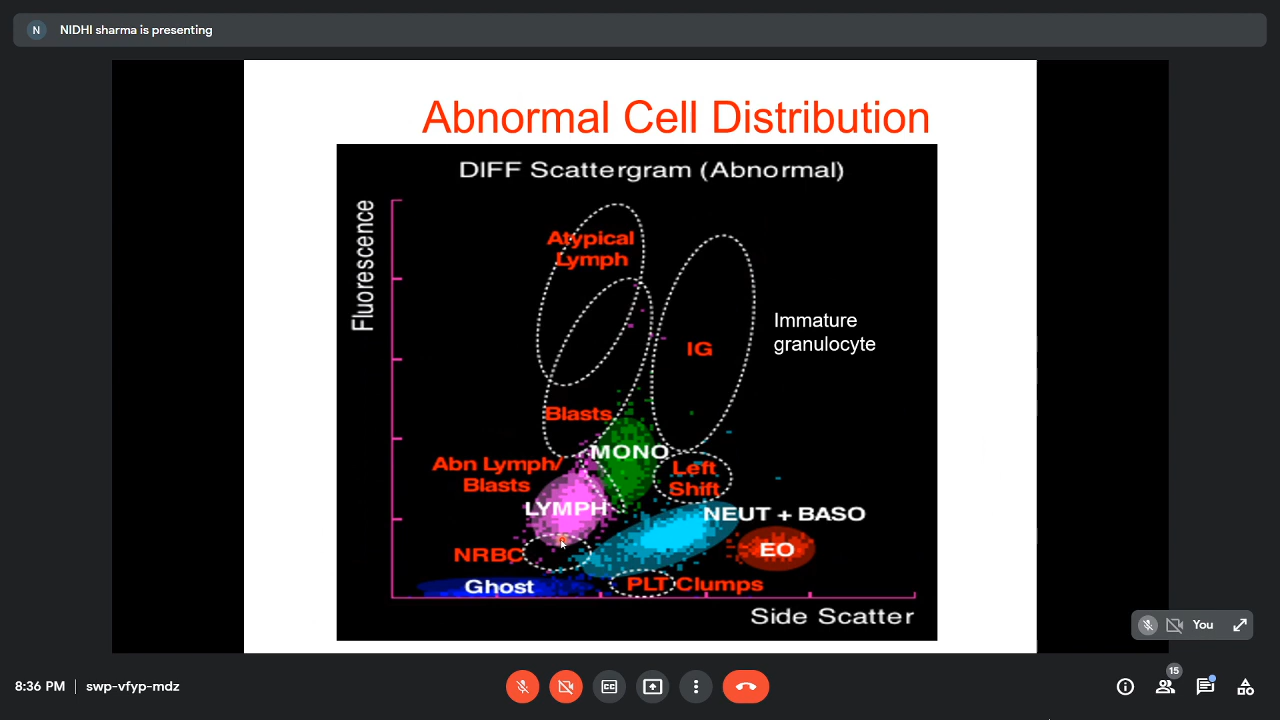 N NIDHI sharma is presenting
Abnormal Cell Distribution
DIFF Scattergram (Abnormal)
Fluorescence
Atypical
Lymph
Immature
granulocyte
IG
Blasts
MONO
Abn Lymph/
Blasts
Left
Shift
LYMPH
NEUT + BASO
NRBC
EO
Ghost
PLT Clumps
Side Scatter
You
8:36 PM | swp-vfyp-mdz
CC
15